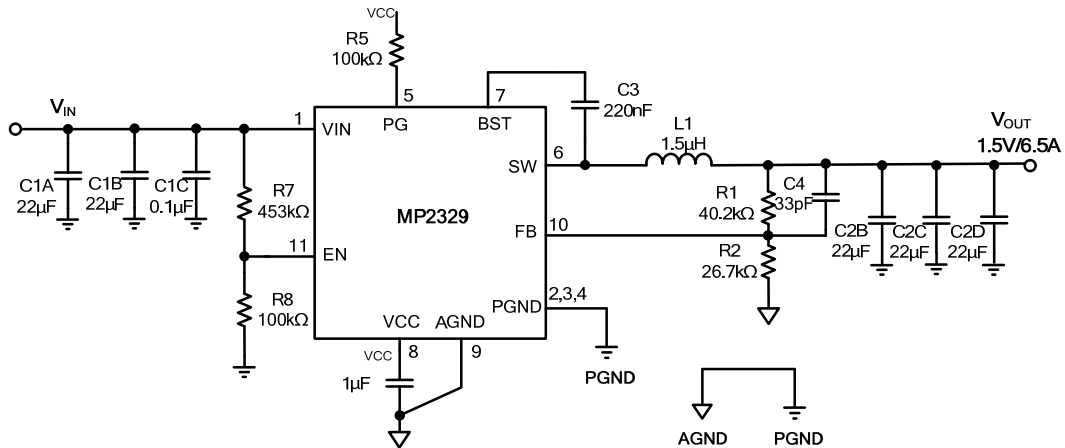 VCC
R5
100kΩ
5
7
C3
220nF
VIN
1
VIN
PG
BST
L1
1.5µH
VOUT
1.5V/6.5A
6
SW
C1A
22µF
C1B
22µF
C1C
0.1µF
R7
453kΩ
MP2329
R1
40.2kΩ
C4
33pF
C2B
22µF
C2C
22µF
C2D
22µF
FB
10
11
EN
R2
26.7kΩ
R8
100kΩ
PGND
2,3,4
VCC
AGND
VCC
8
9
1µF
PGND
AGND
PGND